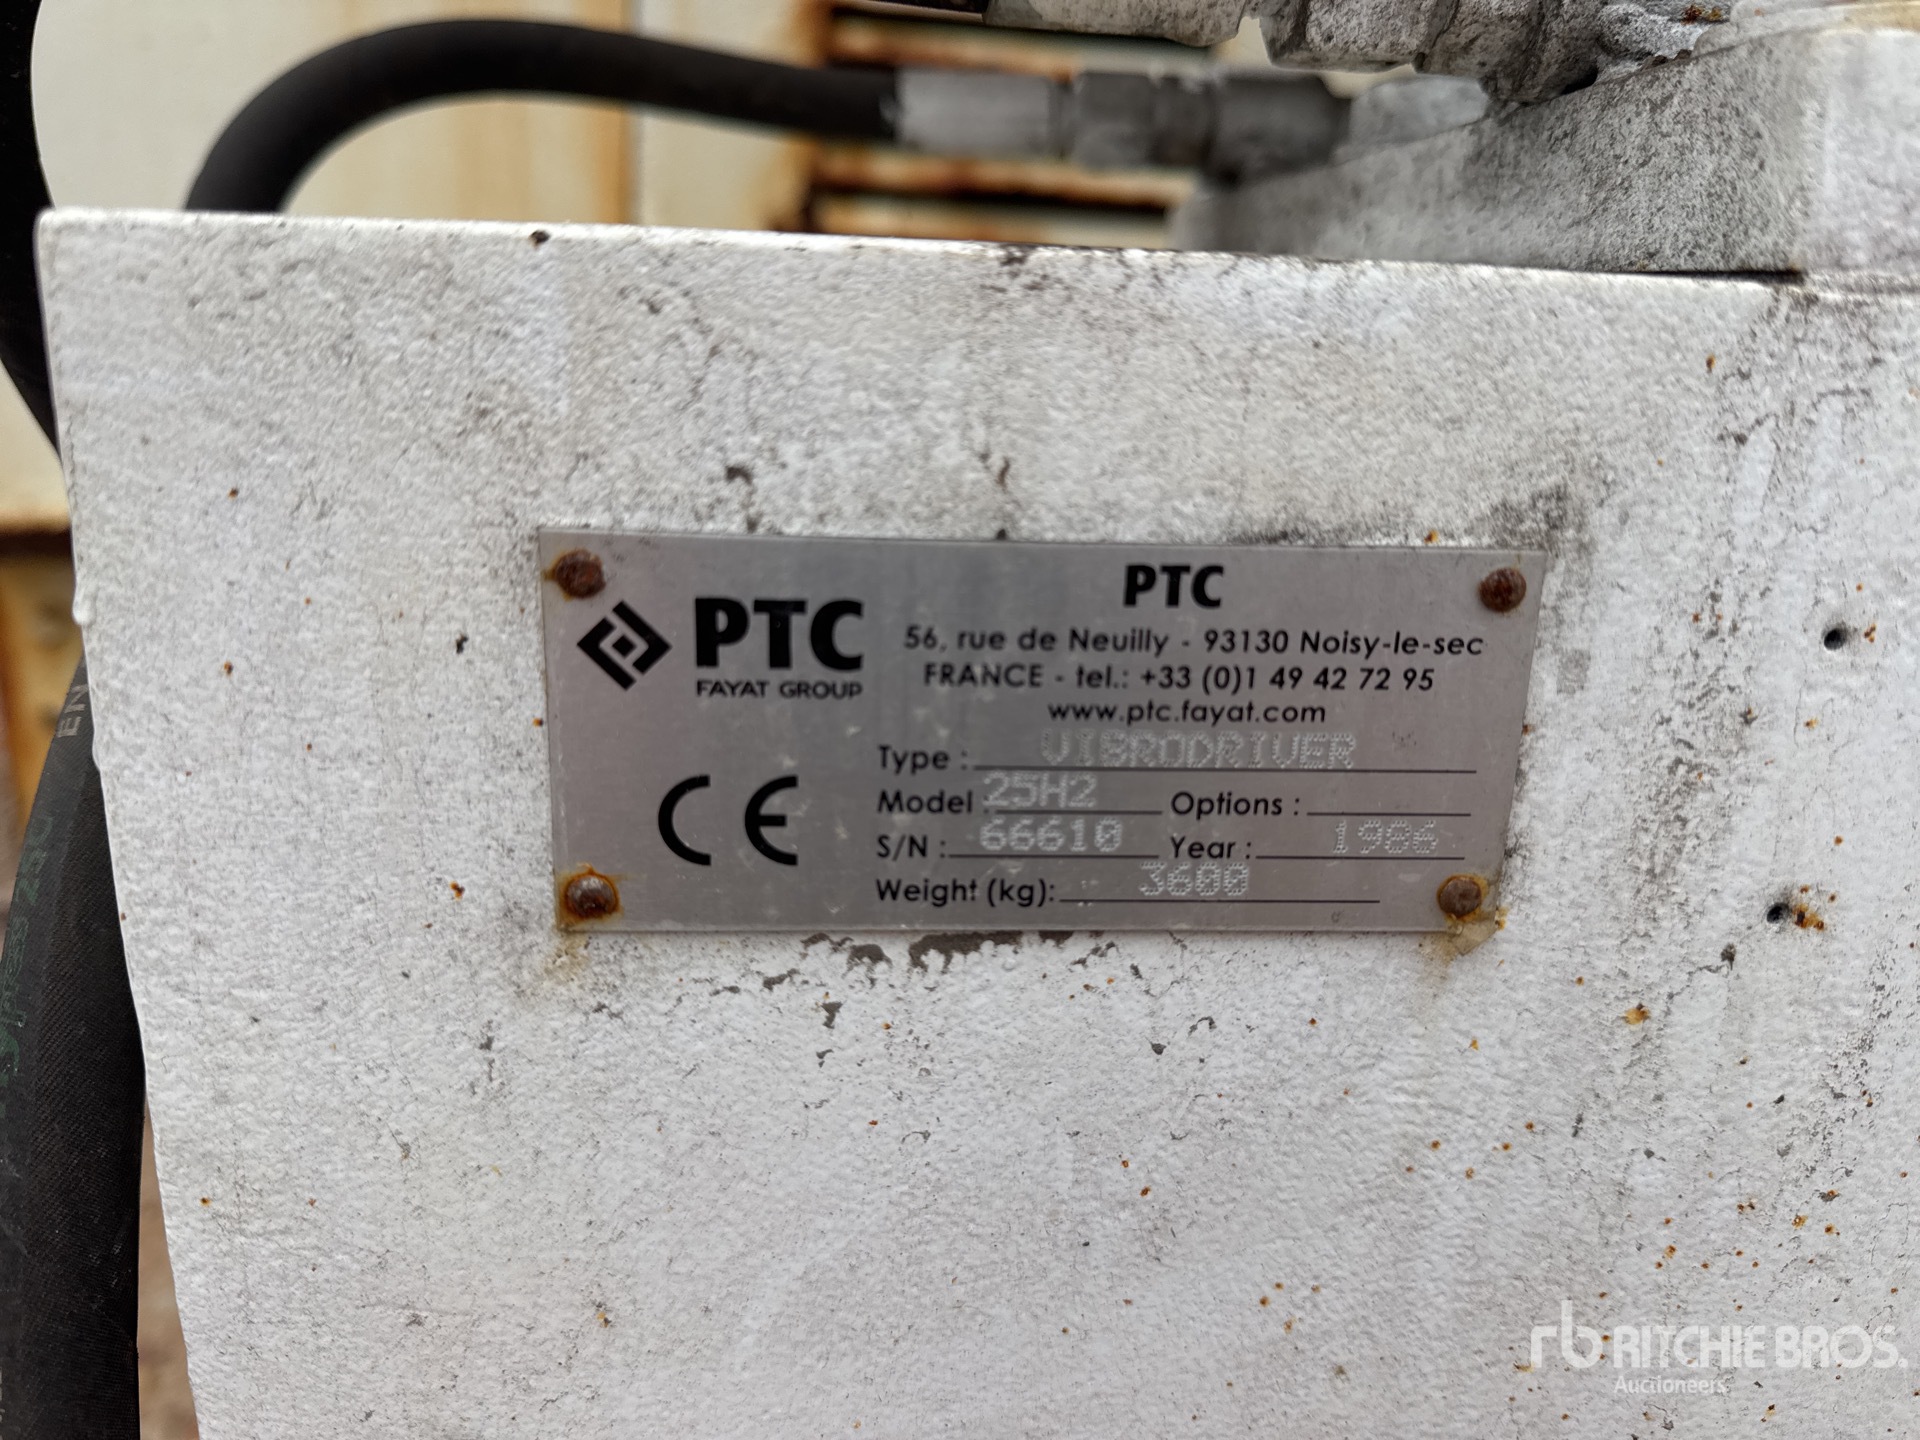 PTC
FAYAT GROUP
PTC
56, rue de Neuilly - 93130 Noisy-le-sec
FRANCE - tel.: +33 (0)1 49 42 72 95
www.ptc.fayat.com
Type : VIBRODRIVER
Model : 25H2 Options :
S/N : 66610 Year : 1986
Weight (kg): 3600
CE
EN
rb RITCHIE BROS.
Auctioneers